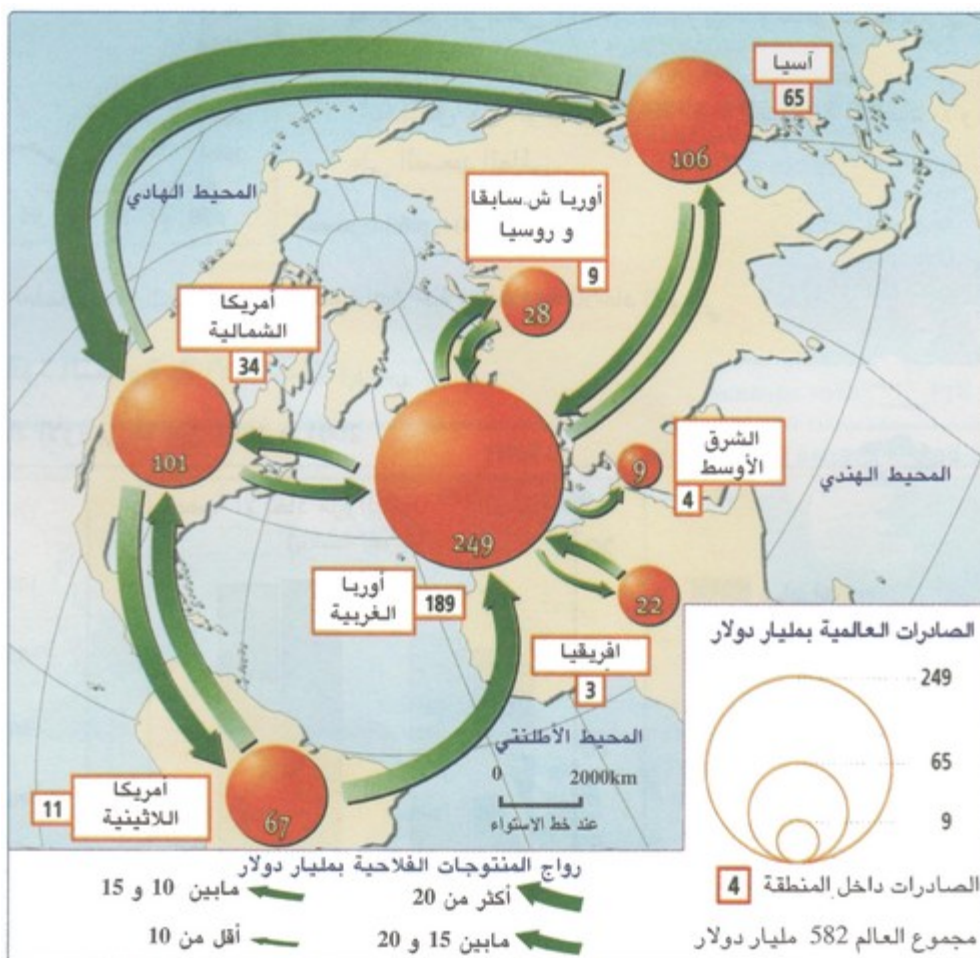 آسيا
65
106
المحيط الهادي
أوربا ش.سابقا
و روسيا
9
28
أمريكا
الشمالية
34
101
الشرق
الأوسط
4
9
المحيط الهندي
249
أوربا
الغربية
189
22
افريقيا
3
المحيط الأطلنتي
0 2000km
عند خط الاستواء
أمريكا
اللاثينية
11
67
الصادرات العالمية بمليار دولار
249
65
9
الصادرات داخل المنطقة 4
مجموع العالم 582 مليار دولار
رواج المنتوجات الفلاحية بمليار دولار
أكثر من 20
مابين 15 و 20
مابين 10 و 15
أقل من 10